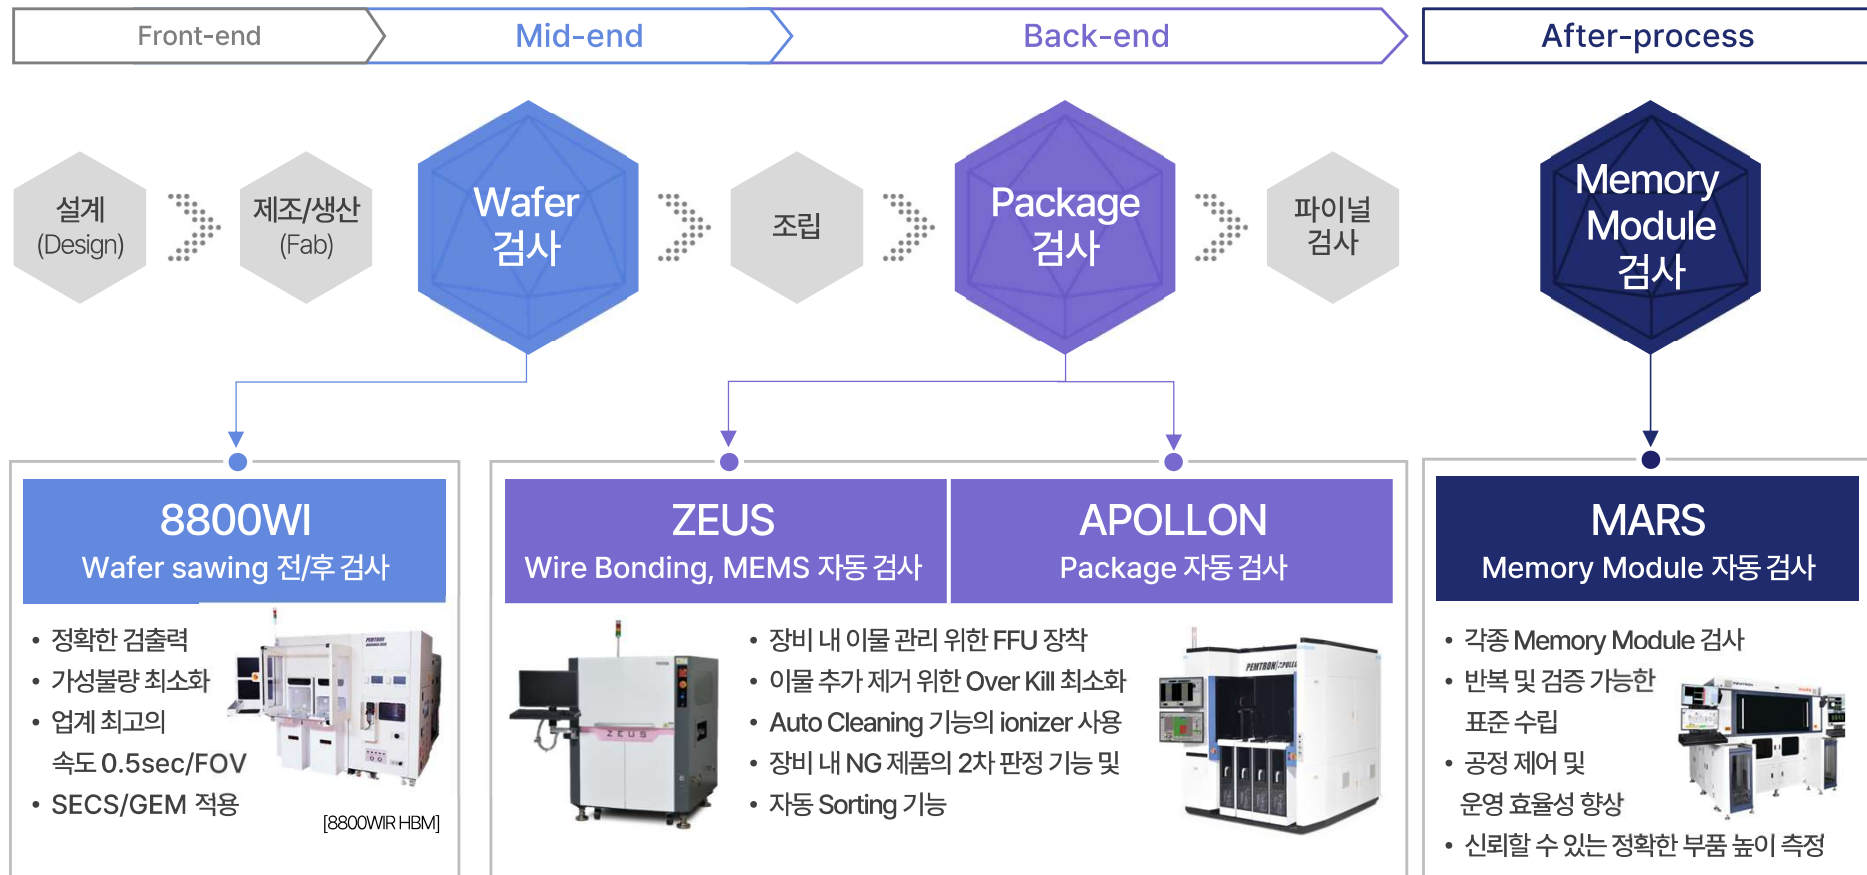 Front-end
Mid-end
Back-end
After-process
설계
(Design)
제조/생산
(Fab)
Wafer
검사
조립
Package
검사
파이널
검사
Memory
Module
검사
8800WI
Wafer sawing 전/후 검사
• 정확한 검출력
• 가성불량 최소화
• 업계 최고의
속도 0.5sec/FOV
• SECS/GEM 적용
PEMTRON
[8800WIR HBM]
ZEUS
Wire Bonding, MEMS 자동 검사
ZEUS
APOLLON
Package 자동 검사
• 장비 내 이물 관리 위한 FFU 장착
• 이물 추가 제거 위한 Over Kill 최소화
• Auto Cleaning 기능의 ionizer 사용
• 장비 내 NG 제품의 2차 판정 기능 및
• 자동 Sorting 기능
PEMTRON
MARS
Memory Module 자동 검사
• 각종 Memory Module 검사
• 반복 및 검증 가능한
표준 수립
• 공정 제어 및
운영 효율성 향상
• 신뢰할 수 있는 정확한 부품 높이 측정